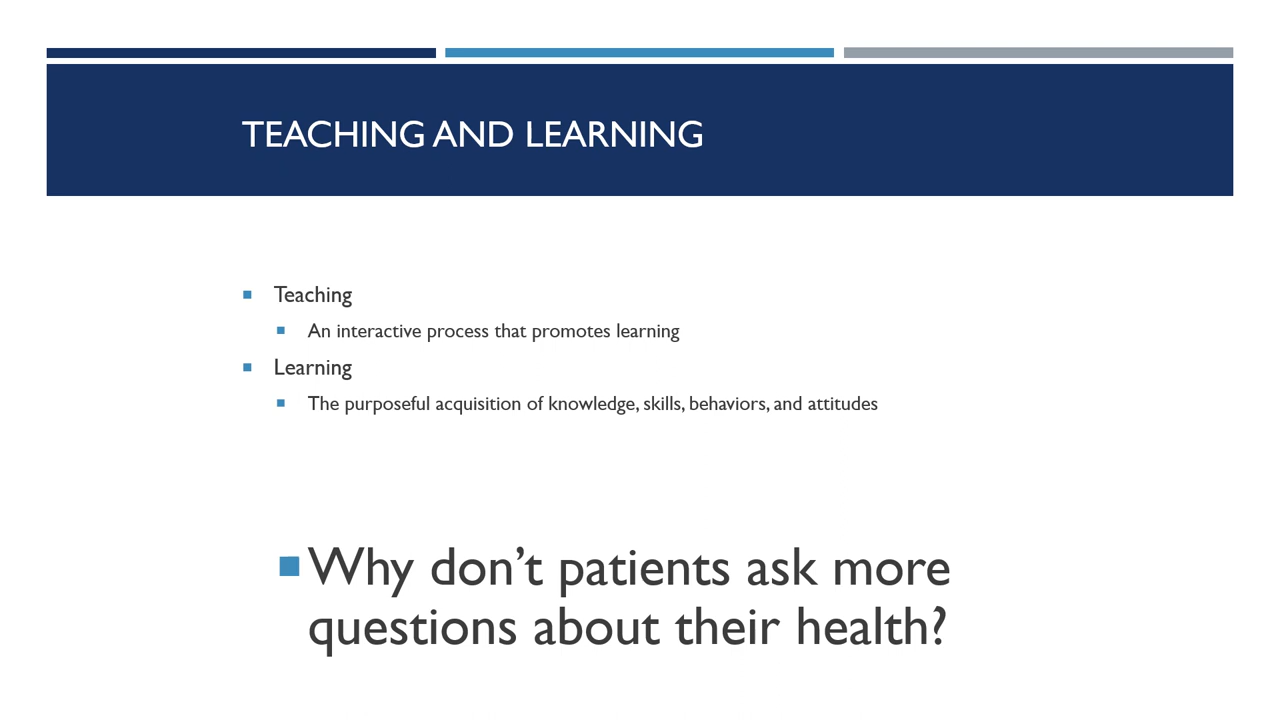 TEACHING AND LEARNING
Teaching
An interactive process that promotes learning
Learning
The purposeful acquisition of knowledge, skills, behaviors, and attitudes
Why don’t patients ask more
questions about their health?